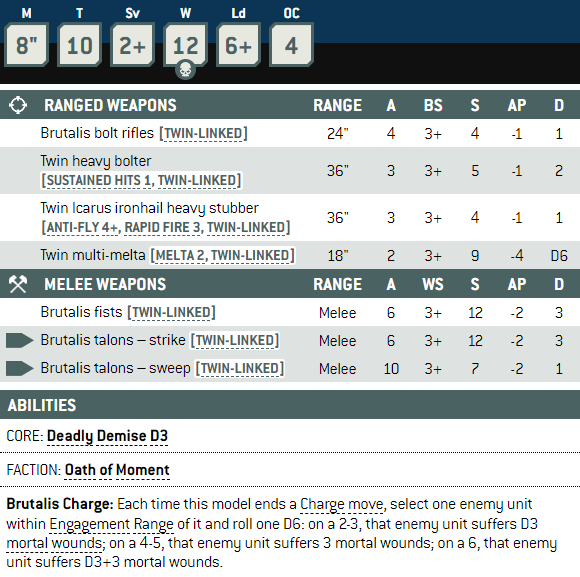 M T Sv W Ld OC
8" 10 2+ 12 6+ 4
RANGED WEAPONS RANGE A BS S AP D
Brutalis bolt rifles [TWIN-LINKED] 24" 4 3+ 4 -1 1
Twin heavy bolter
[SUSTAINED HITS 1, TWIN-LINKED] 36" 3 3+ 5 -1 2
Twin Icarus ironhail heavy stubber
[ANTI-FLY 4+, RAPID FIRE 3, TWIN-LINKED] 36" 3 3+ 4 -1 1
Twin multi-melta [MELTA 2, TWIN-LINKED] 18" 2 3+ 9 -4 D6
MELEE WEAPONS RANGE A WS S AP D
Brutalis fists [TWIN-LINKED] Melee 6 3+ 12 -2 3
Brutalis talons – strike [TWIN-LINKED] Melee 6 3+ 12 -2 3
Brutalis talons – sweep [TWIN-LINKED] Melee 10 3+ 7 -2 1
ABILITIES
CORE: Deadly Demise D3
FACTION: Oath of Moment
Brutalis Charge: Each time this model ends a Charge move, select one enemy unit
within Engagement Range of it and roll one D6: on a 2-3, that enemy unit suffers D3
mortal wounds; on a 4-5, that enemy unit suffers 3 mortal wounds; on a 6, that enemy
unit suffers D3+3 mortal wounds.